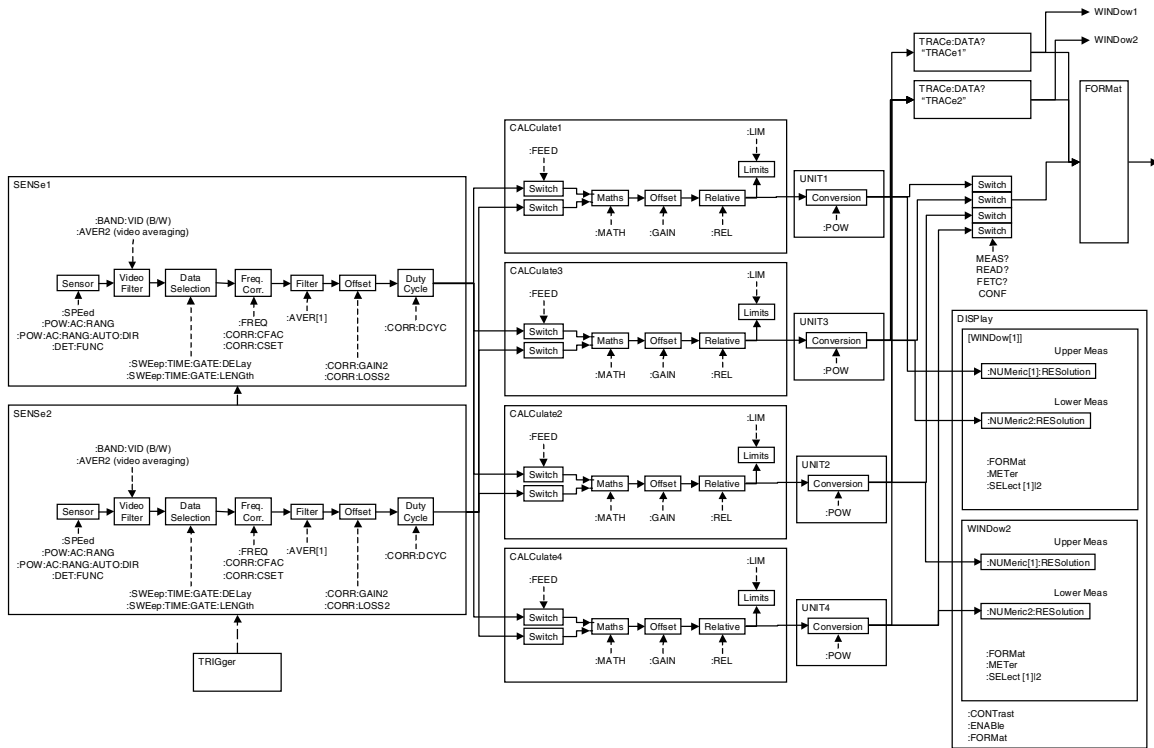 WINDow1
WINDow2
TRACe:DATA?
“TRACe1”
TRACe:DATA?
“TRACe2”
FORMat
SENSe1
:BAND:VID (B/W)
:AVER2 (video averaging)
Sensor
Video
Filter
Data
Selection
Freq.
Corr.
Filter
Offset
Duty
Cycle
:SPEed
:POW:AC:RANG
:POW:AC:RANG:AUTO:DIR
:DET:FUNC
:FREQ
:CORR:CFAC
:CORR:CSET
:AVER[1]
:CORR:DCYC
:SWEep:TIME:GATE:DELay
:SWEep:TIME:GATE:LENGth
:CORR:GAIN2
:CORR:LOSS2
SENSe2
:BAND:VID (B/W)
:AVER2 (video averaging)
Sensor
Video
Filter
Data
Selection
Freq.
Corr.
Filter
Offset
Duty
Cycle
:SPEed
:POW:AC:RANG
:POW:AC:RANG:AUTO:DIR
:DET:FUNC
:FREQ
:CORR:CFAC
:CORR:CSET
:AVER[1]
:CORR:DCYC
:SWEep:TIME:GATE:DELay
:SWEep:TIME:GATE:LENGth
:CORR:GAIN2
:CORR:LOSS2
TRIGger
CALCulate1
:FEED
:LIM
Switch
Switch
Maths
Offset
Relative
Limits
:MATH
:GAIN
:REL
UNIT1
Conversion
:POW
CALCulate3
:FEED
:LIM
Switch
Switch
Maths
Offset
Relative
Limits
:MATH
:GAIN
:REL
UNIT3
Conversion
:POW
CALCulate2
:FEED
:LIM
Switch
Switch
Maths
Offset
Relative
Limits
:MATH
:GAIN
:REL
UNIT2
Conversion
:POW
CALCulate4
:FEED
:LIM
Switch
Switch
Maths
Offset
Relative
Limits
:MATH
:GAIN
:REL
UNIT4
Conversion
:POW
Switch
Switch
Switch
Switch
MEAS?
READ?
FETC?
CONF
DISPlay
[WINDow[1]]
Upper Meas
:NUMeric[1]:RESolution
Lower Meas
:NUMeric2:RESolution
:FORMat
:METer
:SELect [1]|2
WINDow2
Upper Meas
:NUMeric[1]:RESolution
Lower Meas
:NUMeric2:RESolution
:FORMat
:METer
:SELect [1]|2
:CONTrast
:ENABle
:FORMat